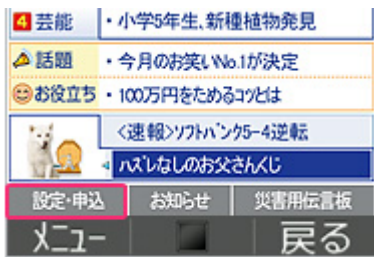 4 芸能 ・小学5年生、新種植物発見
話題 ・今月のお笑いNo.1が決定
お役立ち ・100万円をためるｺﾂとは
<速報>ｿﾌﾄﾊﾞﾝｸ5-4逆転
ﾊｽﾞﾚなしのお父さんくじ
設定・申込 お知らせ 災害用伝言板
ﾒﾆｭｰ 戻る